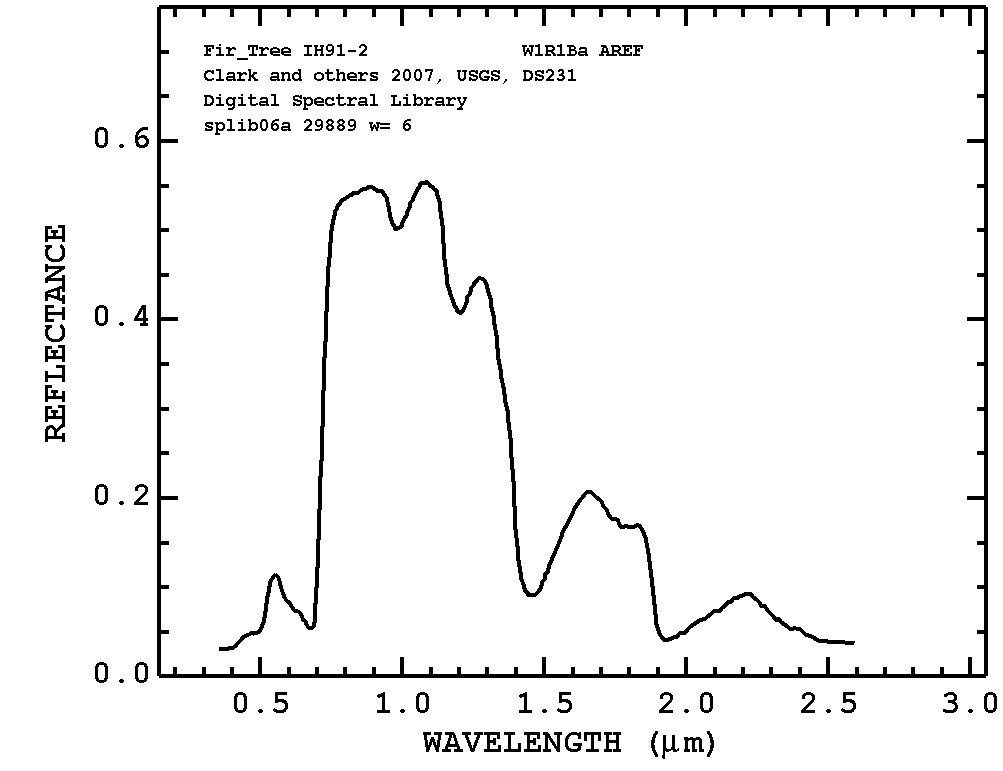 Fir_Tree IH91-2 W1R1Ba AREF
Clark and others 2007, USGS, DS231
Digital Spectral Library
splib06a 29889 w= 6
0.6
0.4
0.2
0.0
REFLECTANCE
0.5 1.0 1.5 2.0 2.5 3.0
WAVELENGTH (μm)